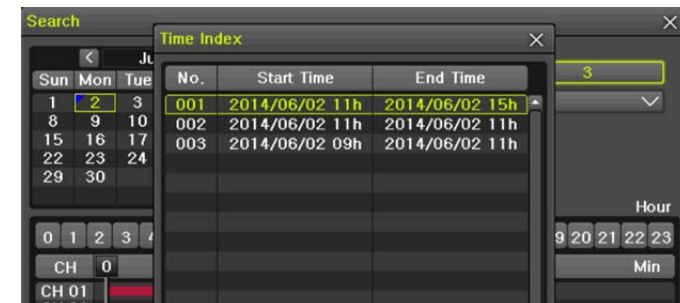 Search
Time Index
Ju
3
Sun Mon Tue
No. Start Time End Time
1 2 3
001 2014/06/02 11h 2014/06/02 15h
8 9 10
002 2014/06/02 11h 2014/06/02 11h
15 16 17
003 2014/06/02 09h 2014/06/02 11h
22 23 24
29 30
Hour
0 1 2 3 9 20 21 22 23
CH 0 Min
CH 01